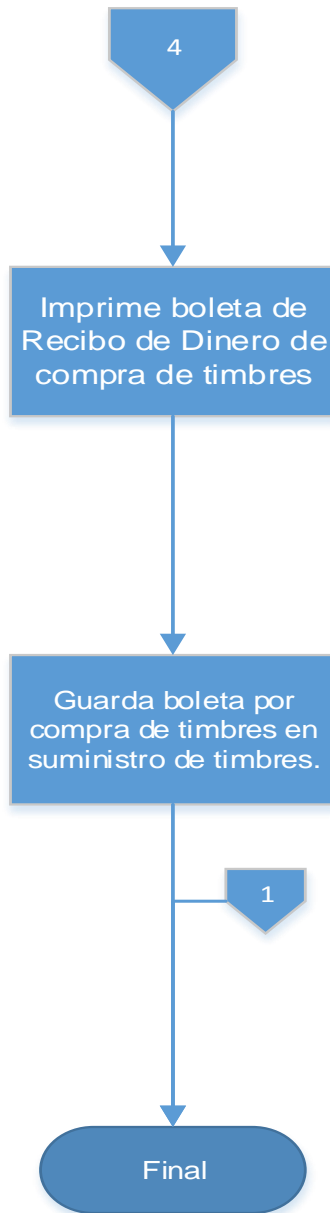 4
Imprime boleta de
Recibo de Dinero de
compra de timbres
Guarda boleta por
compra de timbres en
suministro de timbres.
1
Final